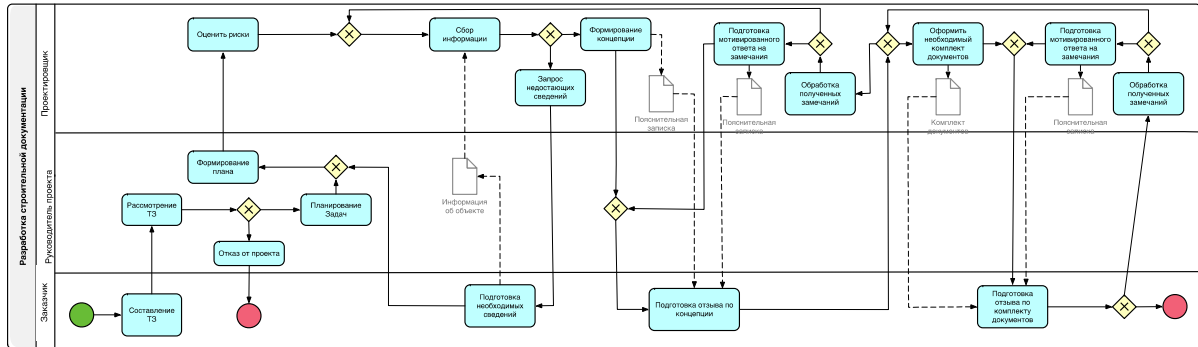 Разработка строительной документации
Проектировщик
Оценить риски
Сбор
информации
Формирование
концепции
Запрос
недостающих
сведений
Пояснительная
записка
Подготовка
мотивированного
ответа на
замечания
Пояснительная
записка
Обработка
полученных
замечаний
Оформить
необходимый
комплект
документов
Комплект
документов
Подготовка
мотивированного
ответа на
замечания
Пояснительная
записка
Обработка
полученных
замечаний
Руководитель проекта
Формирование
плана
Рассмотрение
ТЗ
Планирование
Задач
Отказ от проекта
Информация
об объекте
Заказчик
Составление
ТЗ
Подготовка
необходимых
сведений
Подготовка отзыва по
концепции
Подготовка
отзыва по
комплекту
документов